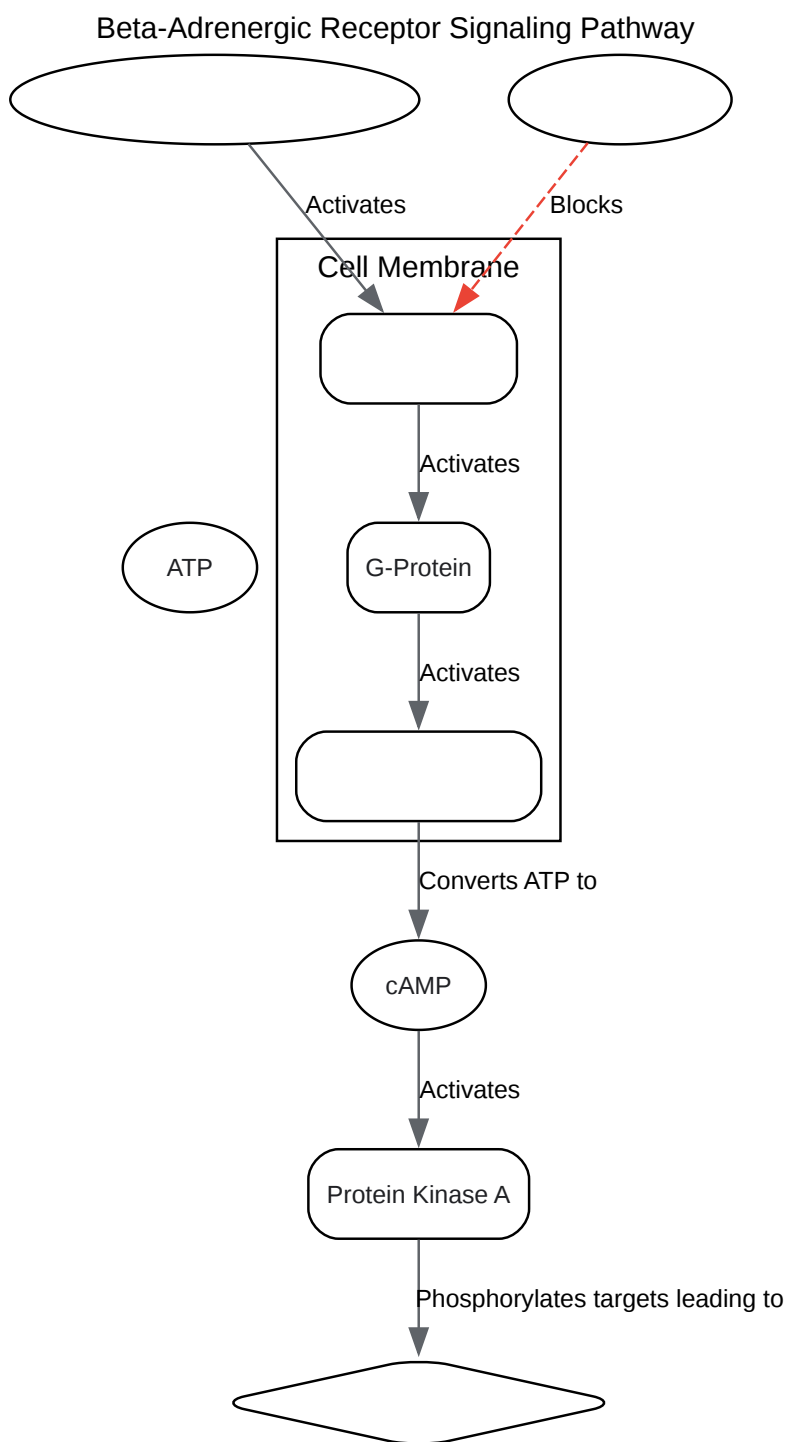 Beta-Adrenergic Receptor Signaling Pathway
Activates
Blocks
Cell Membrane
Activates
ATP
G-Protein
Activates
Converts ATP to
cAMP
Activates
Protein Kinase A
Phosphorylates targets leading to